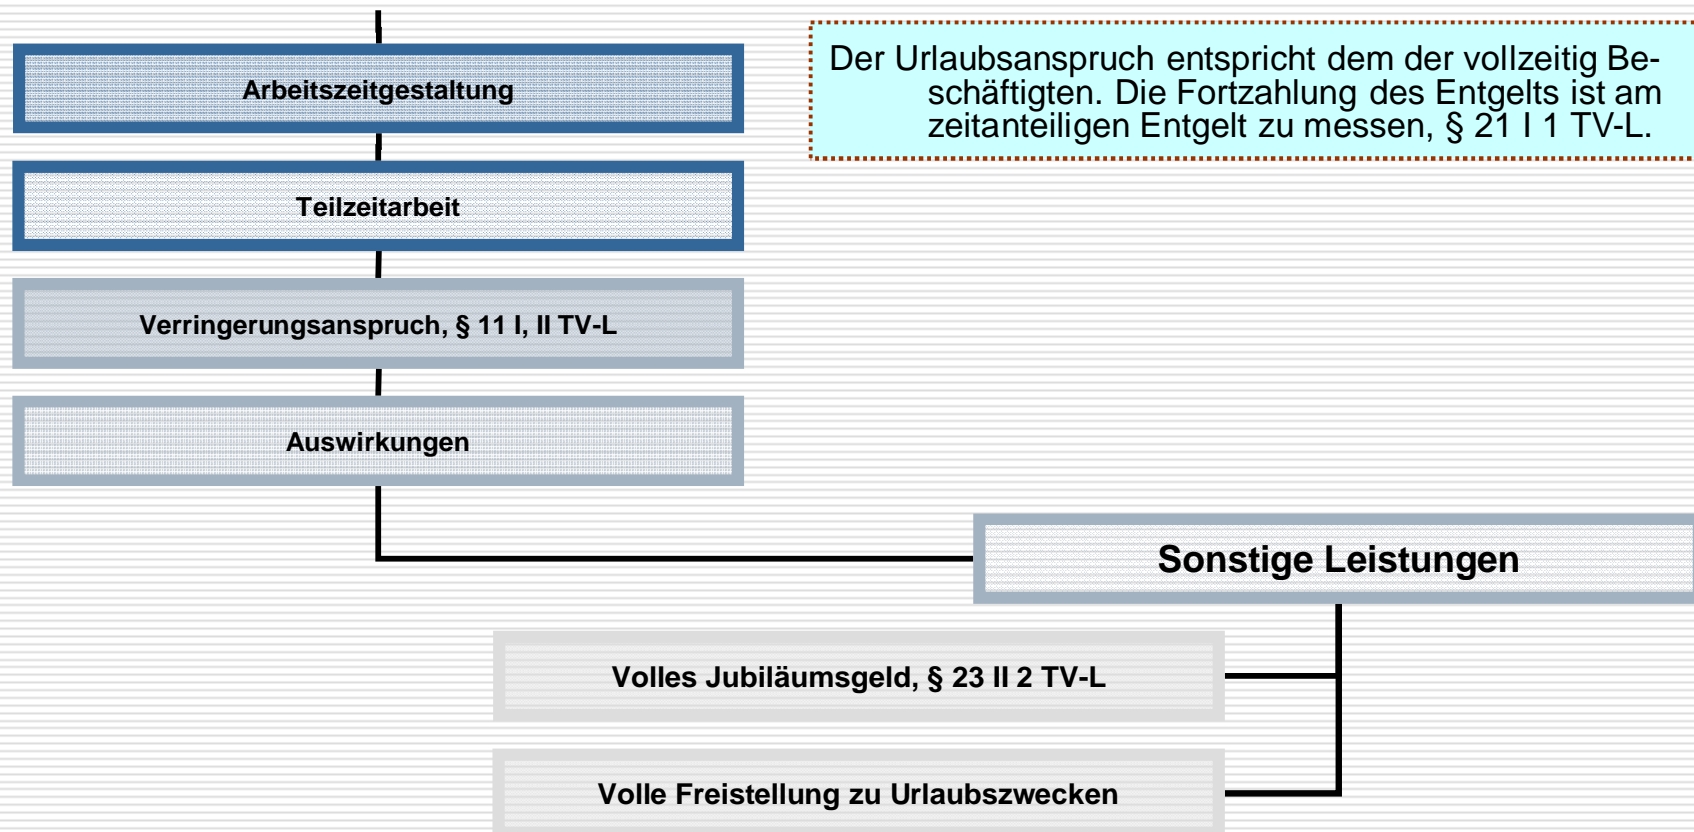 Arbeitszeitgestaltung
Der Urlaubsanspruch entspricht dem der vollzeitig Be-
schäftigten. Die Fortzahlung des Entgelts ist am
zeitanteiligen Entgelt zu messen, § 21 I 1 TV-L.
Teilzeitarbeit
Verringerungsanspruch, § 11 I, II TV-L
Auswirkungen
Sonstige Leistungen
Volles Jubiläumsgeld, § 23 II 2 TV-L
Volle Freistellung zu Urlaubszwecken